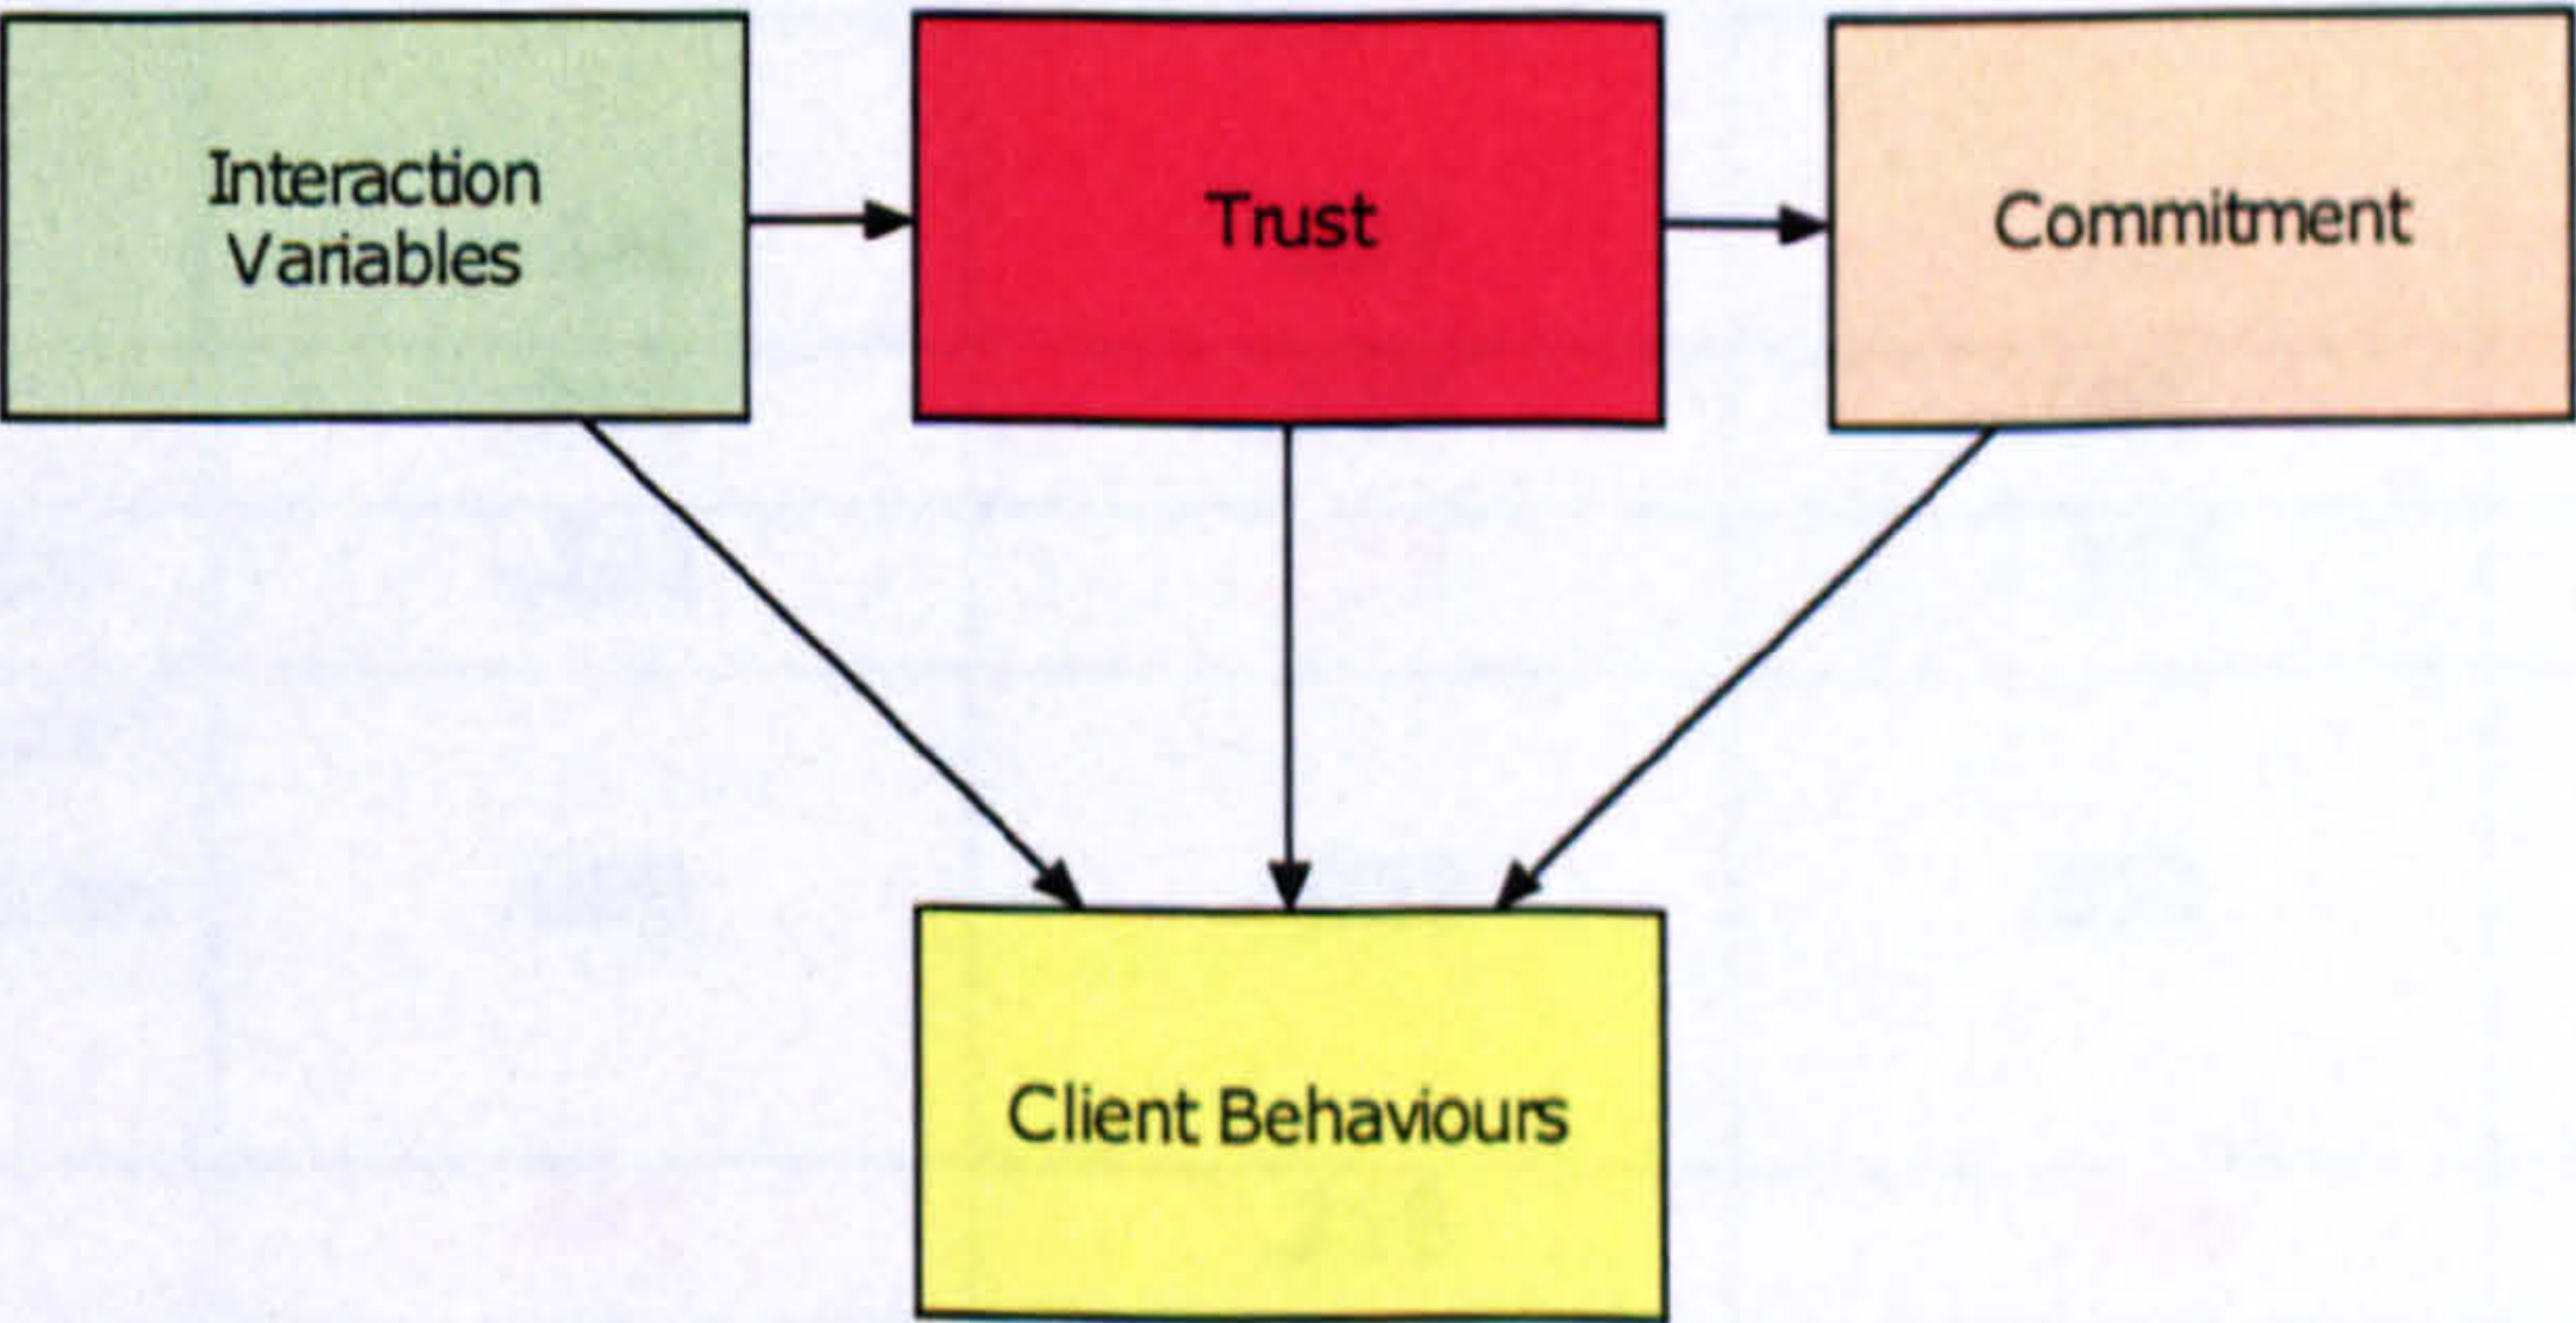 Interaction
Variables
Trust
Commitment
Client Behaviours